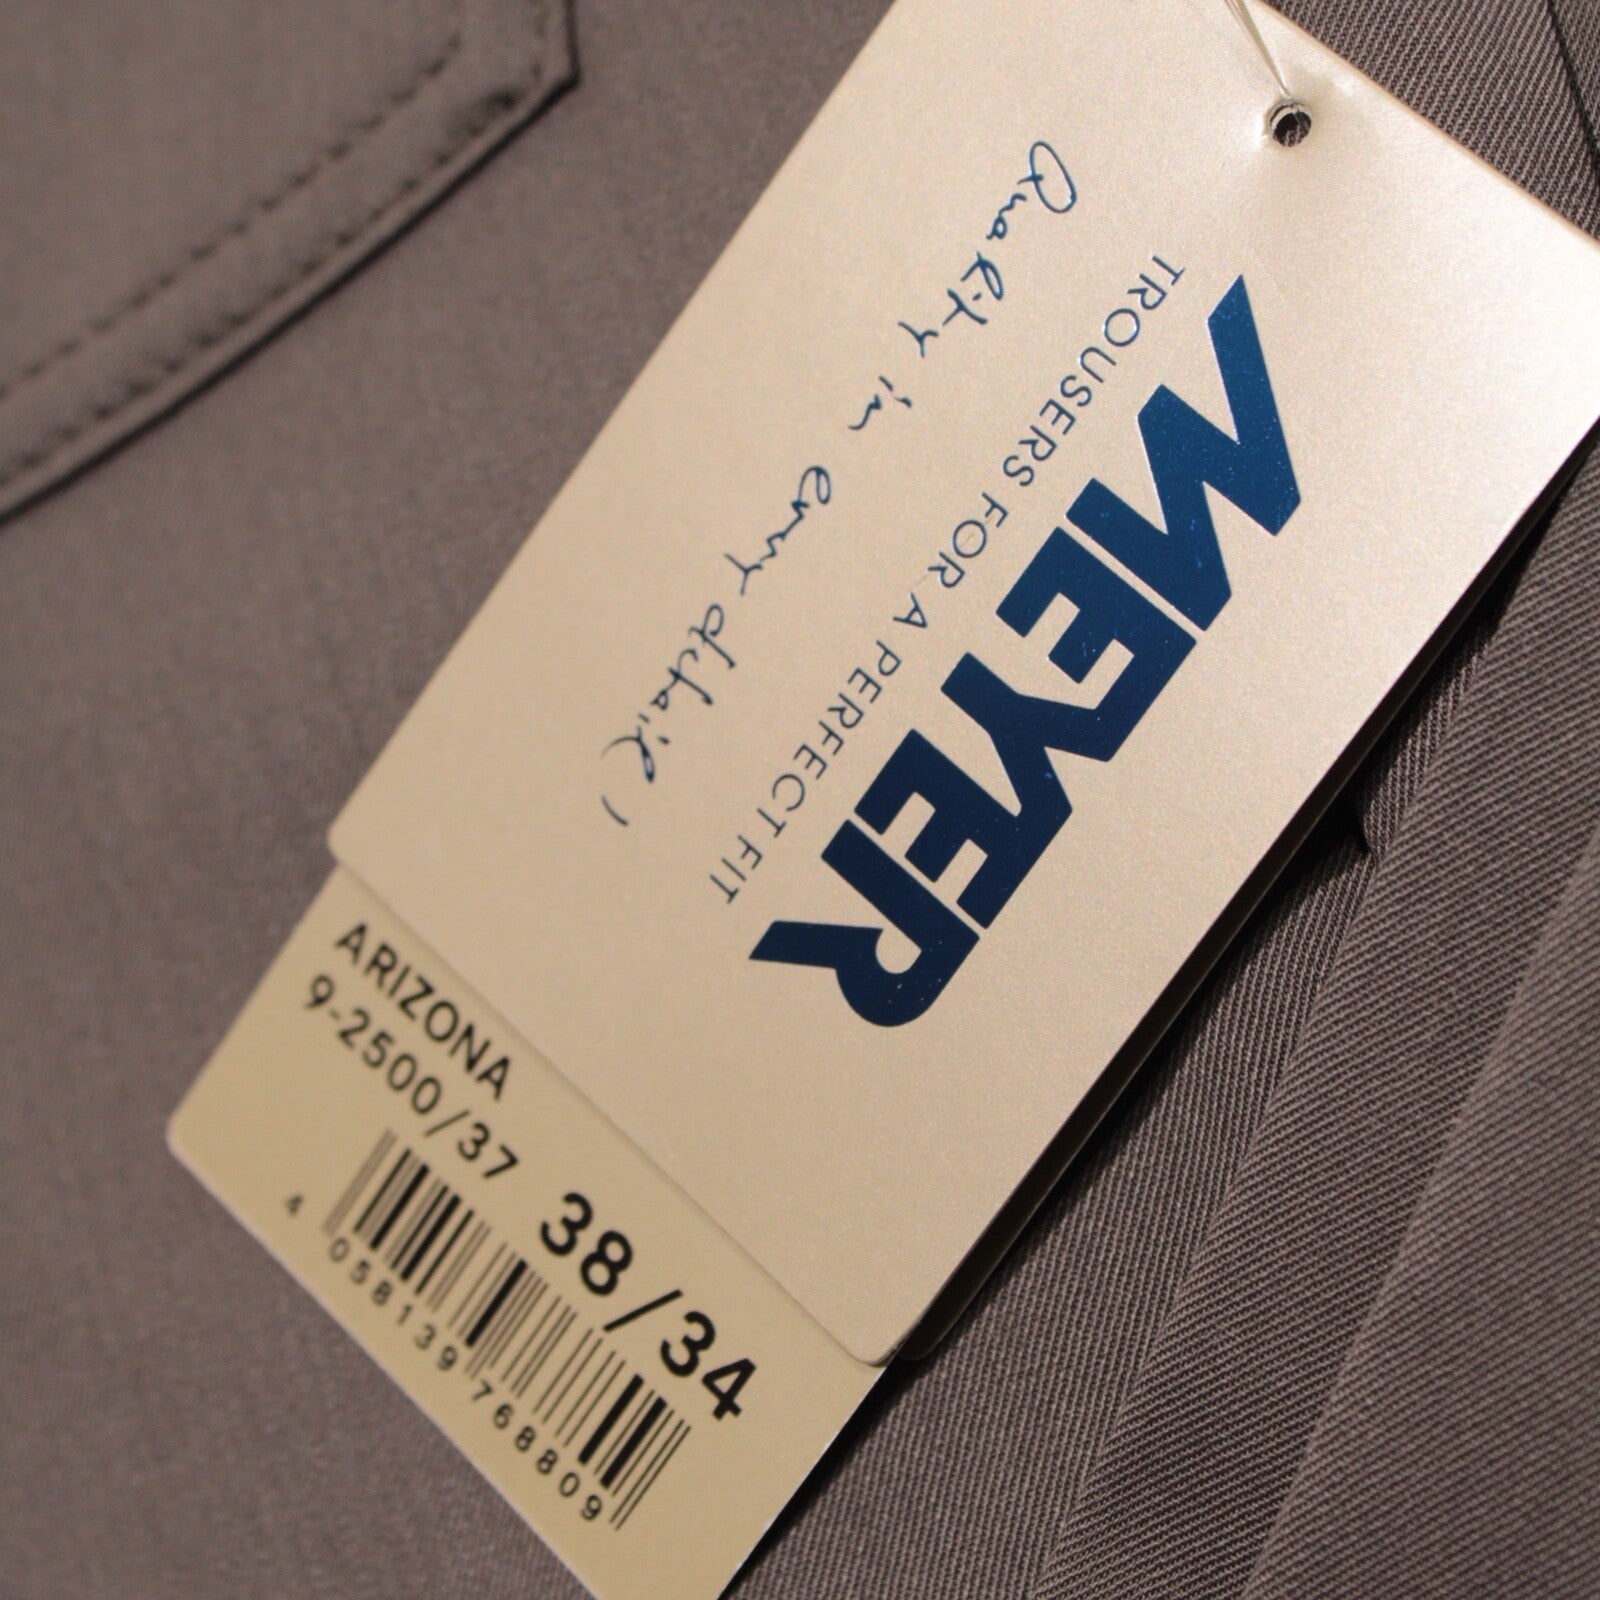 MEYER
TROUSERS FOR A PERFECT FIT
Quality in every detail)
ARIZONA
9-2500/37
38/34
4 058139 768809